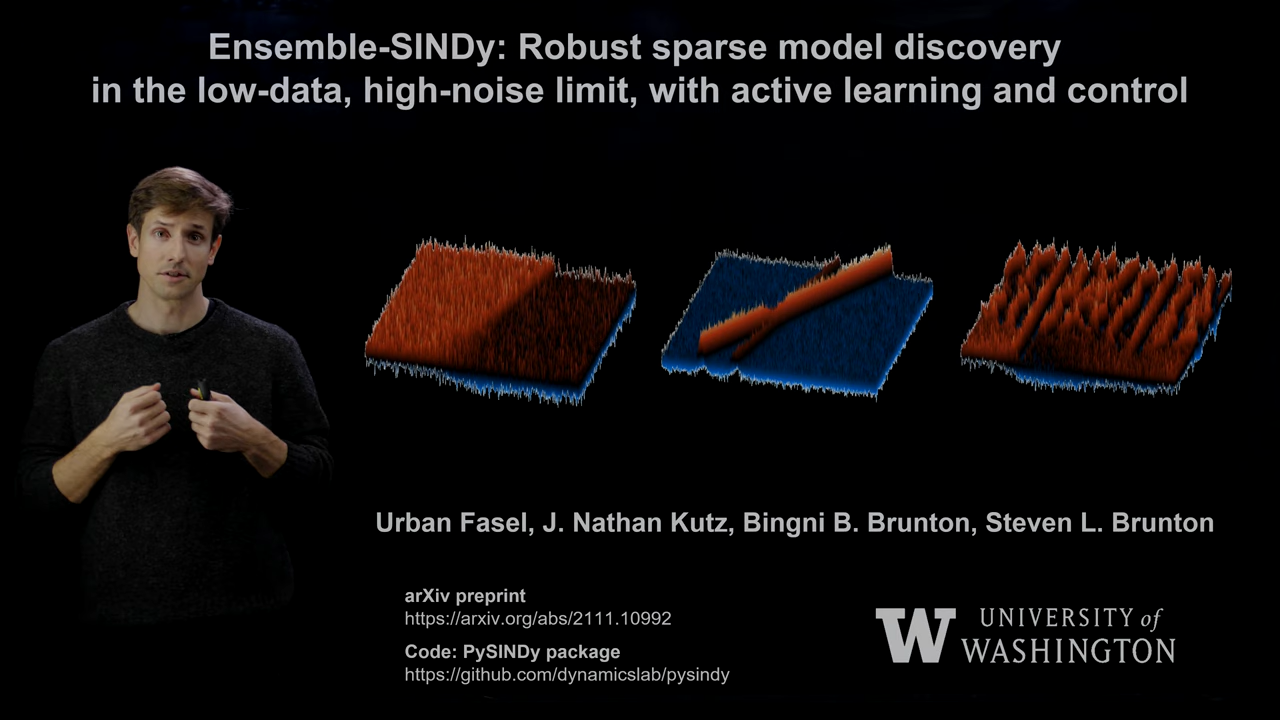 Ensemble-SINDy: Robust sparse model discovery
in the low-data, high-noise limit, with active learning and control
Urban Fasel, J. Nathan Kutz, Bingni B. Brunton, Steven L. Brunton
arXiv preprint
https://arxiv.org/abs/2111.10992
Code: PySINDy package
https://github.com/dynamicslab/pysindy
W UNIVERSITY of
WASHINGTON